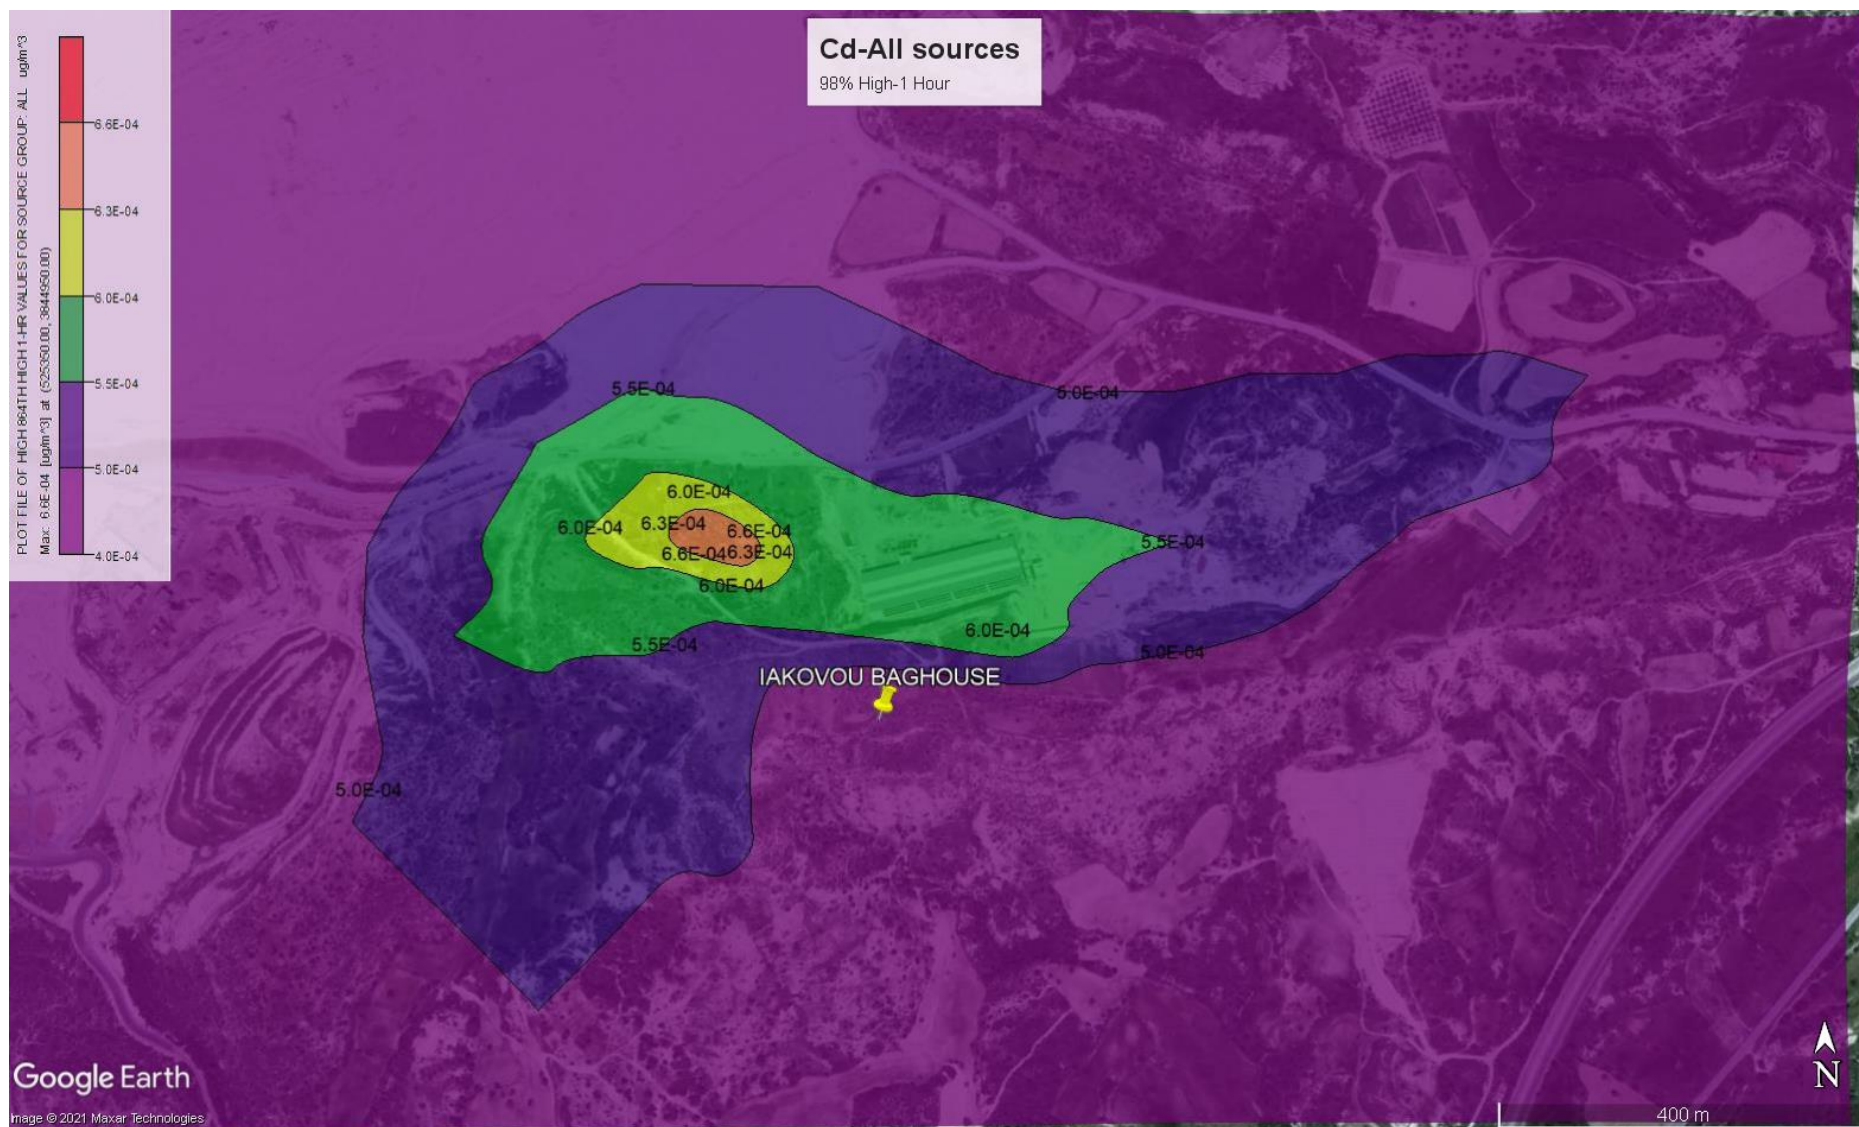 Cd-All sources
98% High-1 Hour
PLOT FILE OF HIGH 864TH HIGH 1-HR VALUES FOR SOURCE GROUP: ALL ug/m^3
Max: 6.6E-04 [ug/m^3] at (525350.00, 3844950.00)
6.6E-04
6.3E-04
6.0E-04
5.5E-04
5.0E-04
4.0E-04
5.5E-04
5.0E-04
6.0E-04
6.0E-04
6.3E-04
6.6E-04
6.6E-04
6.3E-04
5.5E-04
6.0E-04
6.0E-04
5.5E-04
5.0E-04
IAKOVOU BAGHOUSE
5.0E-04
N
Google Earth
400 m
Image © 2021 Maxar Technologies